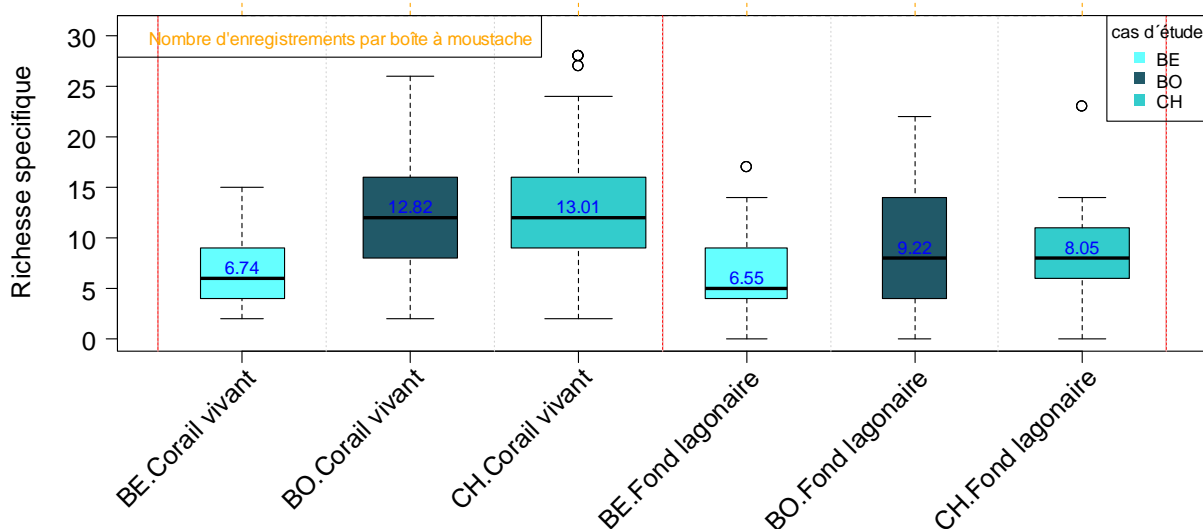 Nombre d'enregistrements par boîte à moustache
cas d´étude
BE
BO
CH
Richesse specifique
30
25
20
15
10
5
0
6.74
12.82
13.01
6.55
9.22
8.05
BE.Corail vivant
BO.Corail vivant
CH.Corail vivant
BE.Fond lagonaire
BO.Fond lagonaire
CH.Fond lagonaire